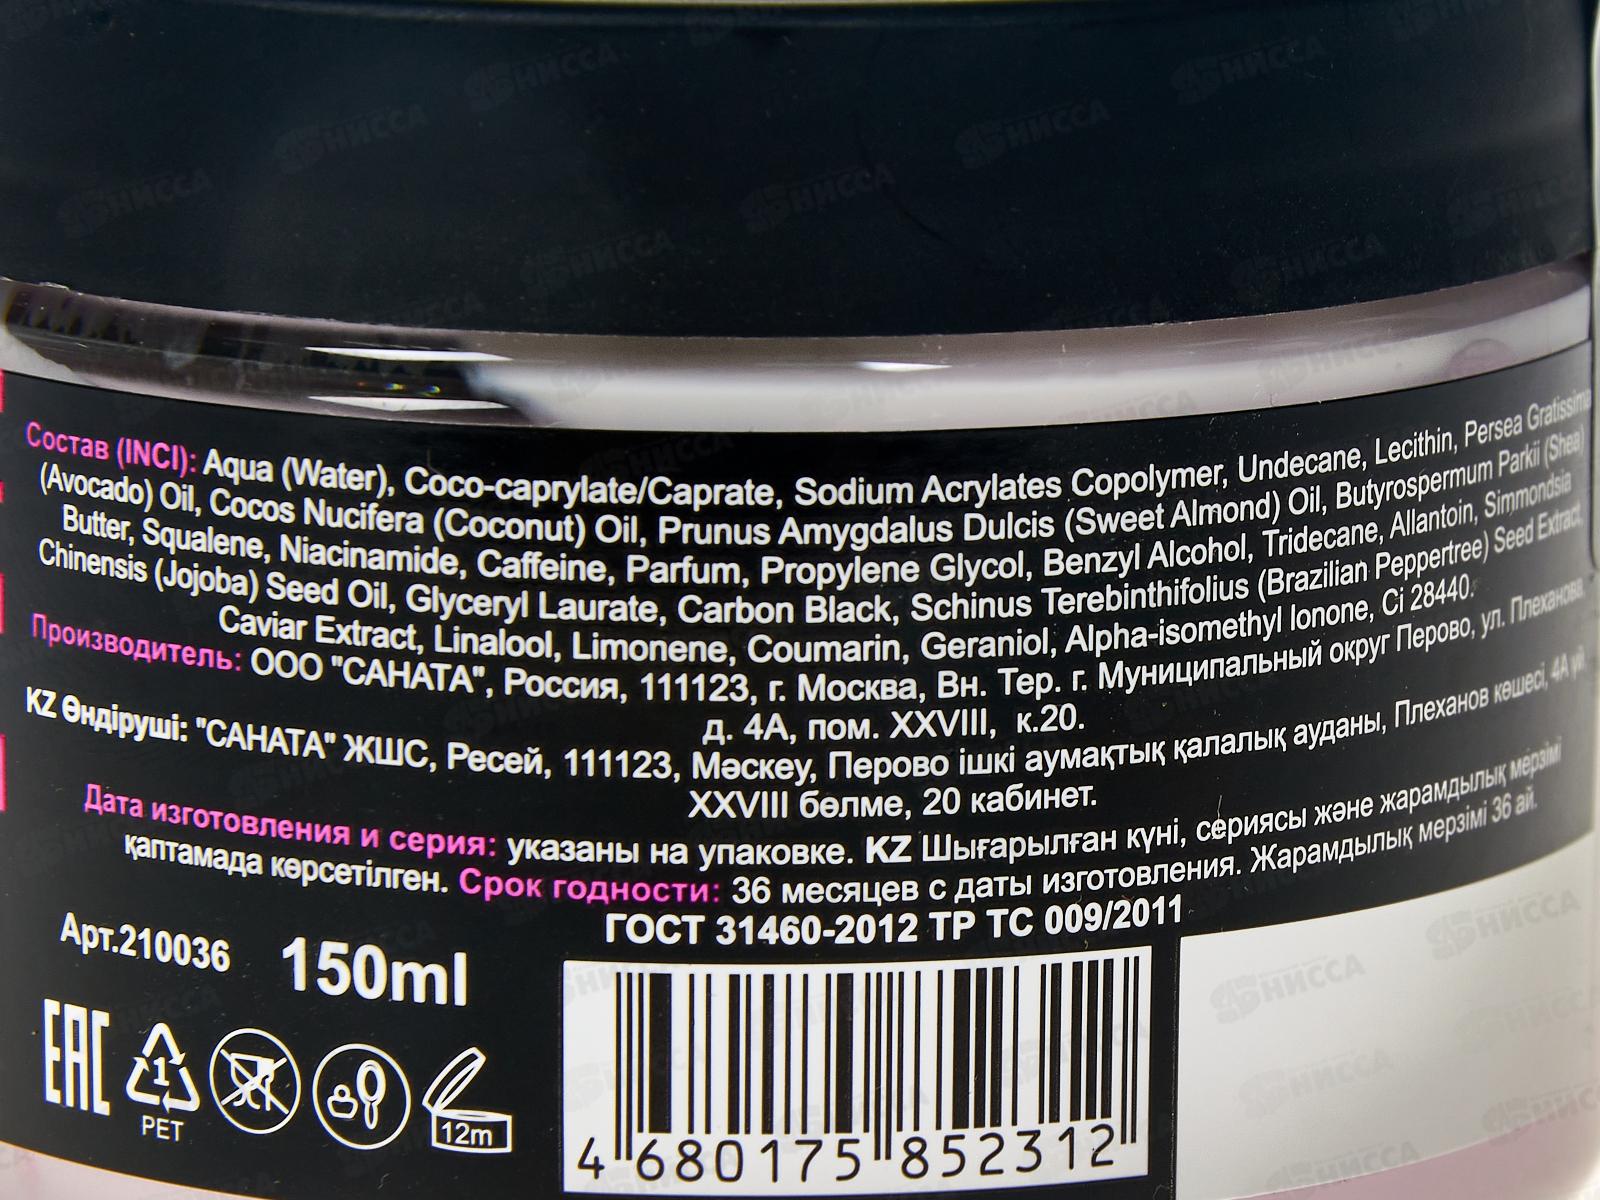 Состав (INCI): Aqua (Water), Coco-caprylate/Caprate, Sodium Acrylates Copolymer, Undecane, Lecithin, Persea Gratissima
(Avocado) Oil, Cocos Nucifera (Coconut) Oil, Prunus Amygdalus Dulcis (Sweet Almond) Oil, Butyrospermum Parkii (Shea)
Butter, Squalene, Niacinamide, Caffeine, Parfum, Propylene Glycol, Benzyl Alcohol, Tridecane, Allantoin, Simmondsia
Chinensis (Jojoba) Seed Oil, Glyceryl Laurate, Carbon Black, Schinus Terebinthifolius (Brazilian Peppertree) Seed Extract,
Caviar Extract, Linalool, Limonene, Coumarin, Geraniol, Alpha-isomethyl Ionone, Ci 28440.
Производитель: ООО "САНАТА", Россия, 111123, г. Москва, Вн. Тер. г. Муниципальный округ Перово, ул. Плеханова,
д. 4А, пом. XXVIII, к.20.
KZ Өндіруші: "САНАТА" ЖШС, Ресей, 111123, Мәскеу, Перово ішкі аумақтық қалалық ауданы, Плеханов көшесі, 4А үй,
XXVIII бөлме, 20 кабинет.
Дата изготовления и серия: указаны на упаковке. KZ Шығарылған күні, сериясы және жарамдылық мерзімі
қаптамада көрсетілген. Срок годности: 36 месяцев с даты изготовления. Жарамдылық мерзімі 36 ай.
ГОСТ 31460-2012 ТР ТС 009/2011
Арт.210036 150ml
EAC
1
PET
12m
4 680175 852312
НИССА